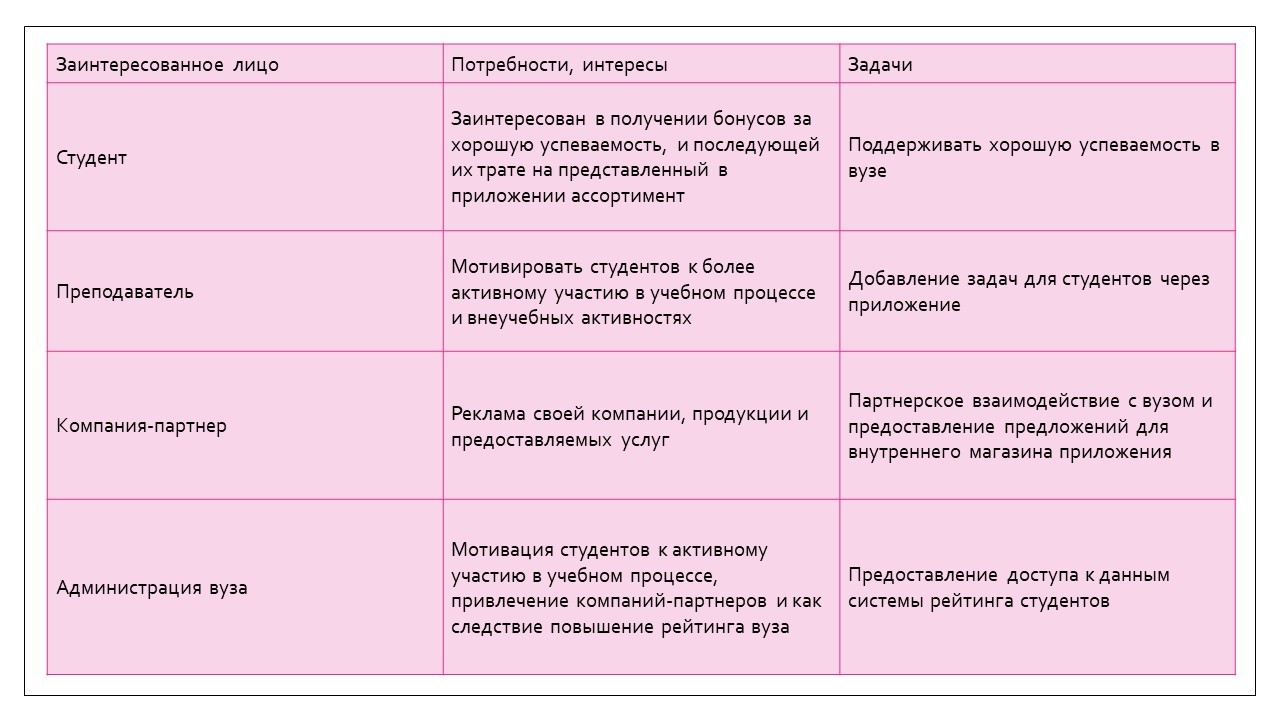 Заинтересованное лицо
Потребности, интересы
Задачи
Студент
Заинтересован в получении бонусов за
хорошую успеваемость, и последующей
их трате на представленный в
приложении ассортимент
Поддерживать хорошую успеваемость в
вузе
Преподаватель
Мотивировать студентов к более
активному участию в учебном процессе
и внеучебных активностях
Добавление задач для студентов через
приложение
Компания-партнер
Реклама своей компании, продукции и
предоставляемых услуг
Партнерское взаимодействие с вузом и
предоставление предложений для
внутреннего магазина приложения
Администрация вуза
Мотивация студентов к активному
участию в учебном процессе,
привлечение компаний-партнеров и как
следствие повышение рейтинга вуза
Предоставление доступа к данным
системы рейтинга студентов